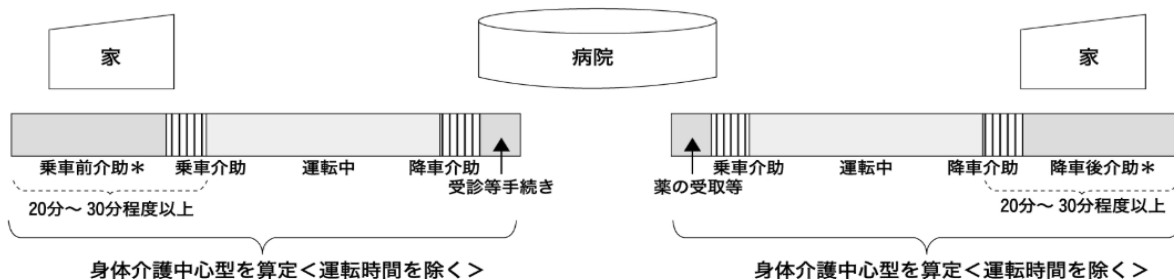 家
病院
家
乗車前介助＊
乗車介助
運転中
降車介助
受診等手続き
20分〜 30分程度以上
身体介護中心型を算定＜運転時間を除く＞
薬の受取等
乗車介助
運転中
降車介助
降車後介助＊
20分〜 30分程度以上
身体介護中心型を算定＜運転時間を除く＞